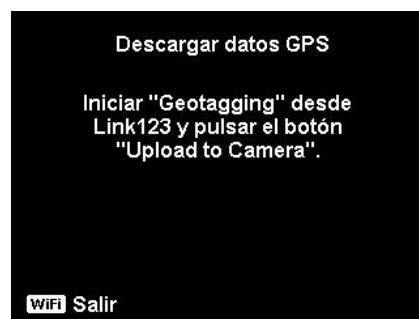 Descargar datos GPS
Iniciar "Geotagging" desde
Link123 y pulsar el botón
"Upload to Camera".
WiFi Salir